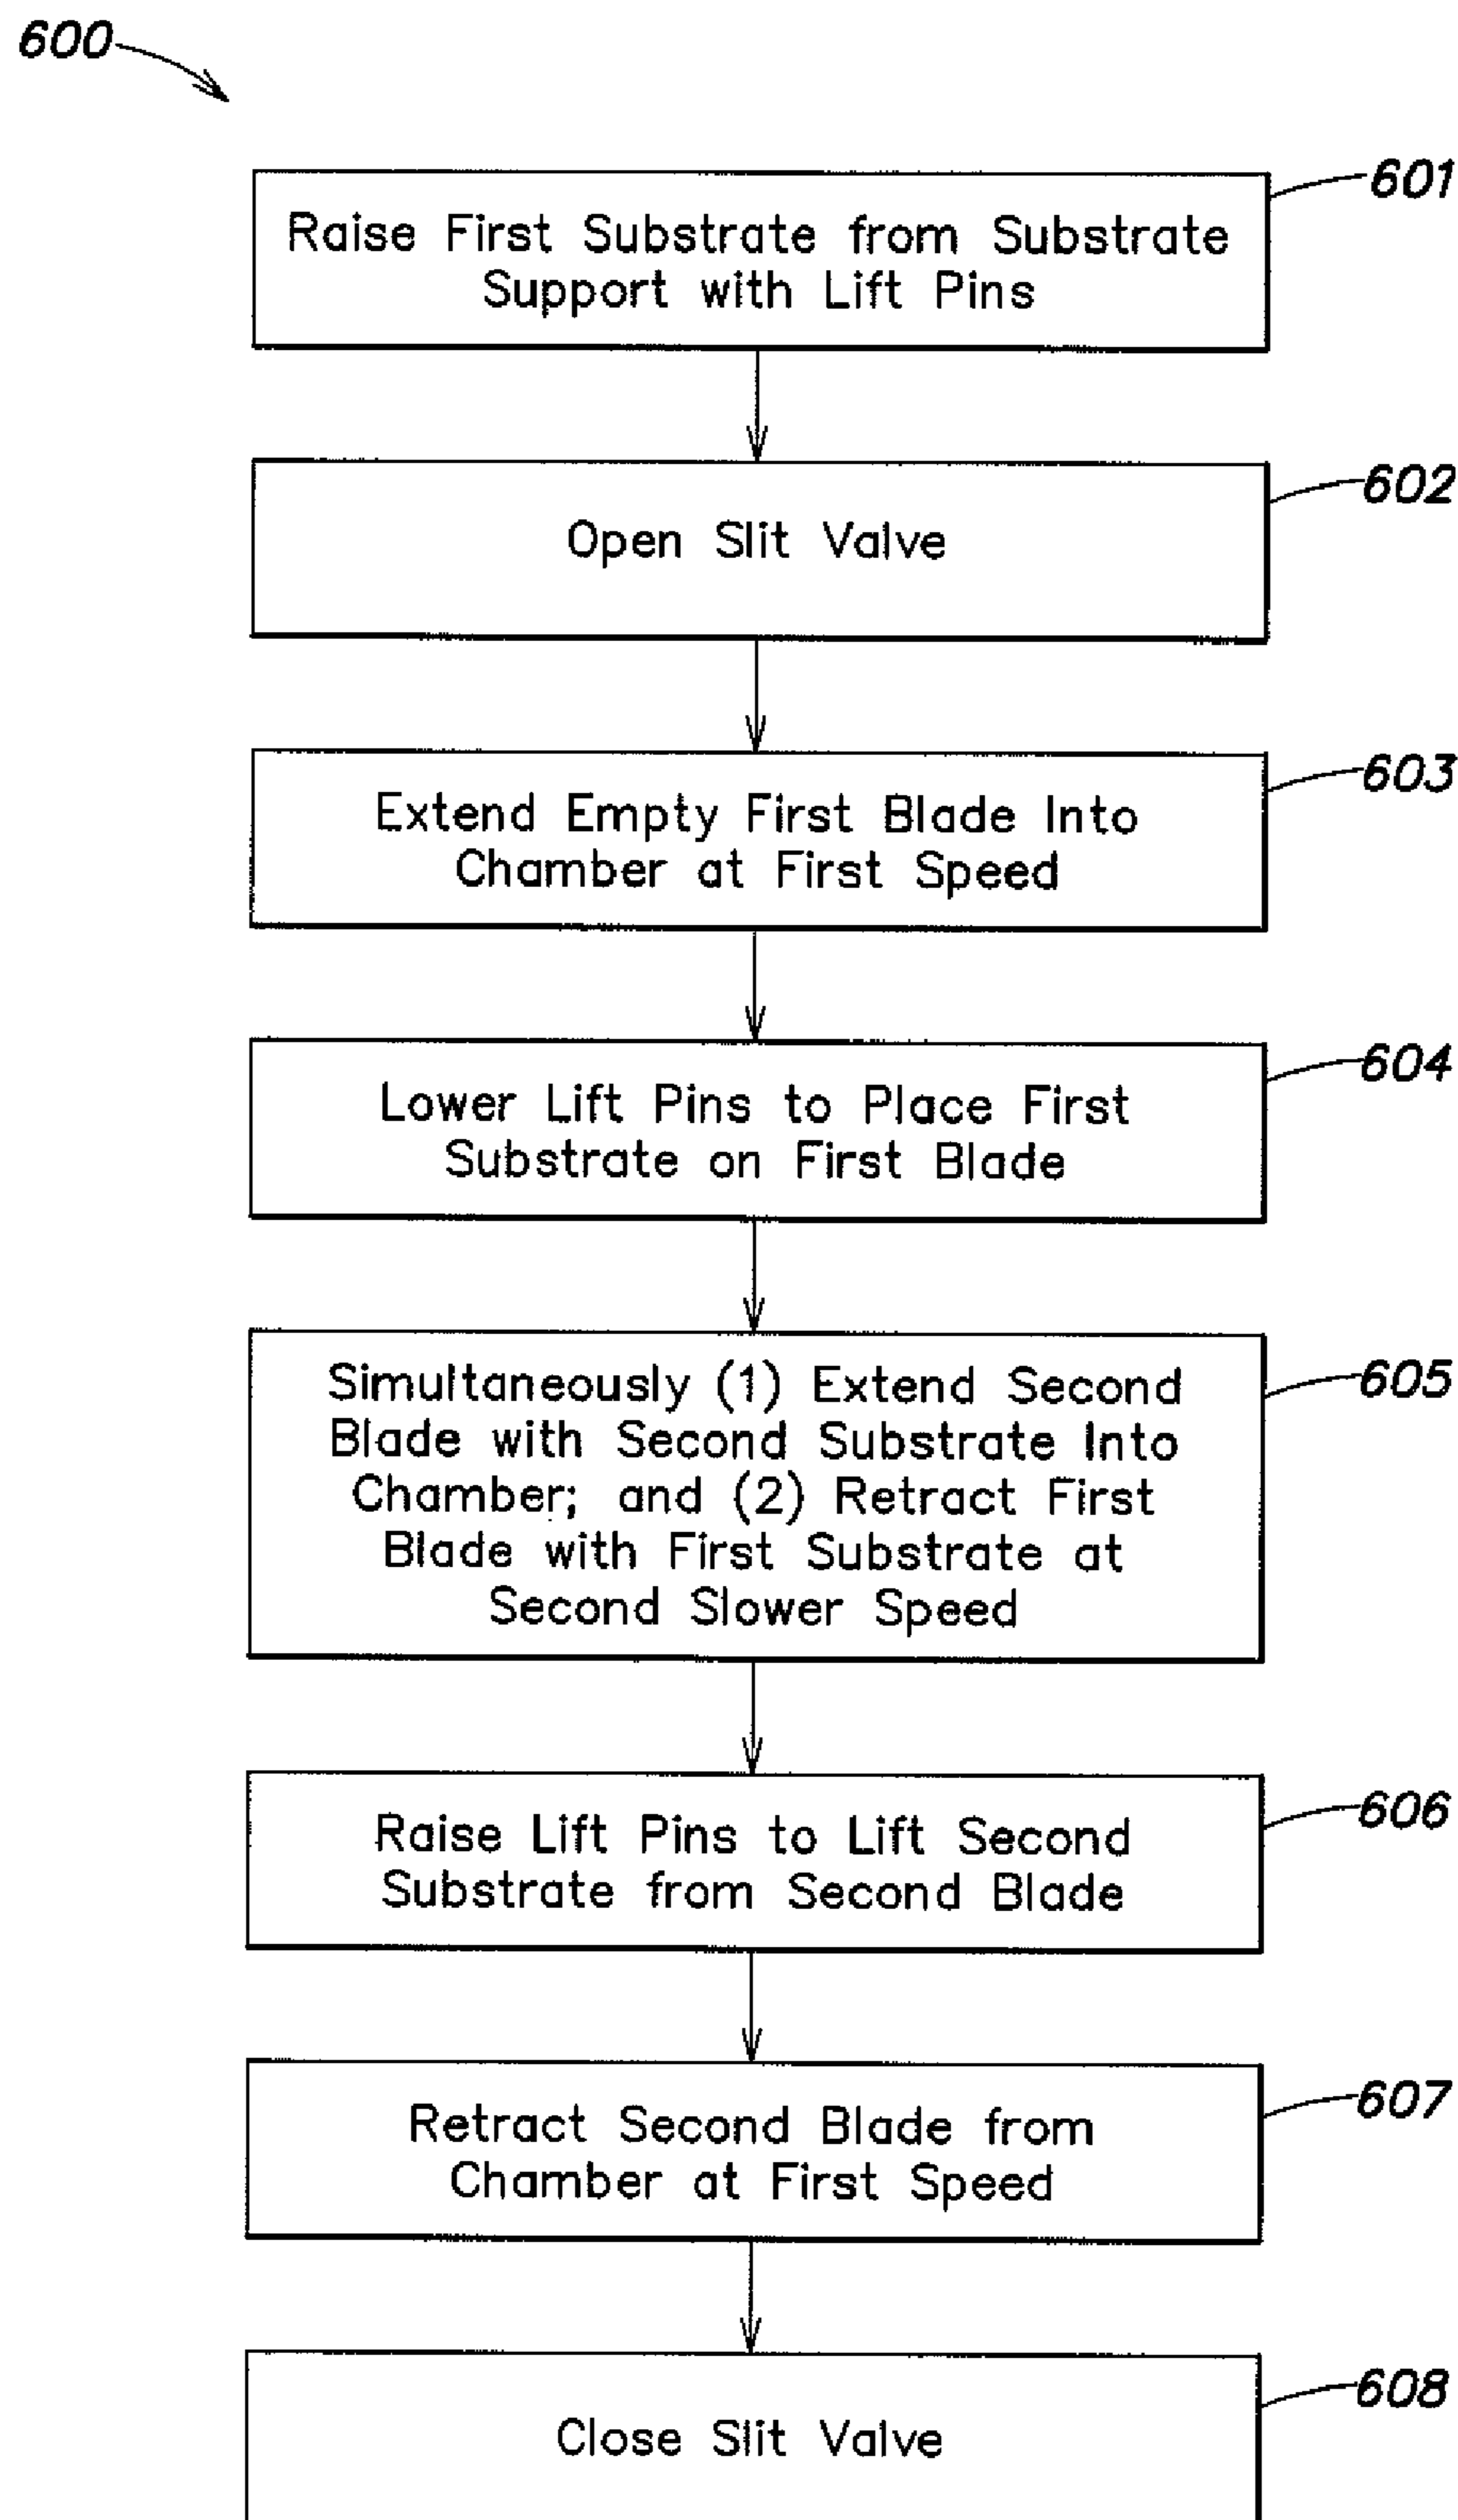 600
601
Raise First Substrate from Substrate
Support with Lift Pins
602
Open Slit Valve
603
Extend Empty First Blade Into
Chamber at First Speed
604
Lower Lift Pins to Place First
Substrate on First Blade
605
Simultaneously (1) Extend Second
Blade with Second Substrate Into
Chamber; and (2) Retract First
Blade with First Substrate at
Second Slower Speed
606
Raise Lift Pins to Lift Second
Substrate from Second Blade
607
Retract Second Blade from
Chamber at First Speed
608
Close Slit Valve